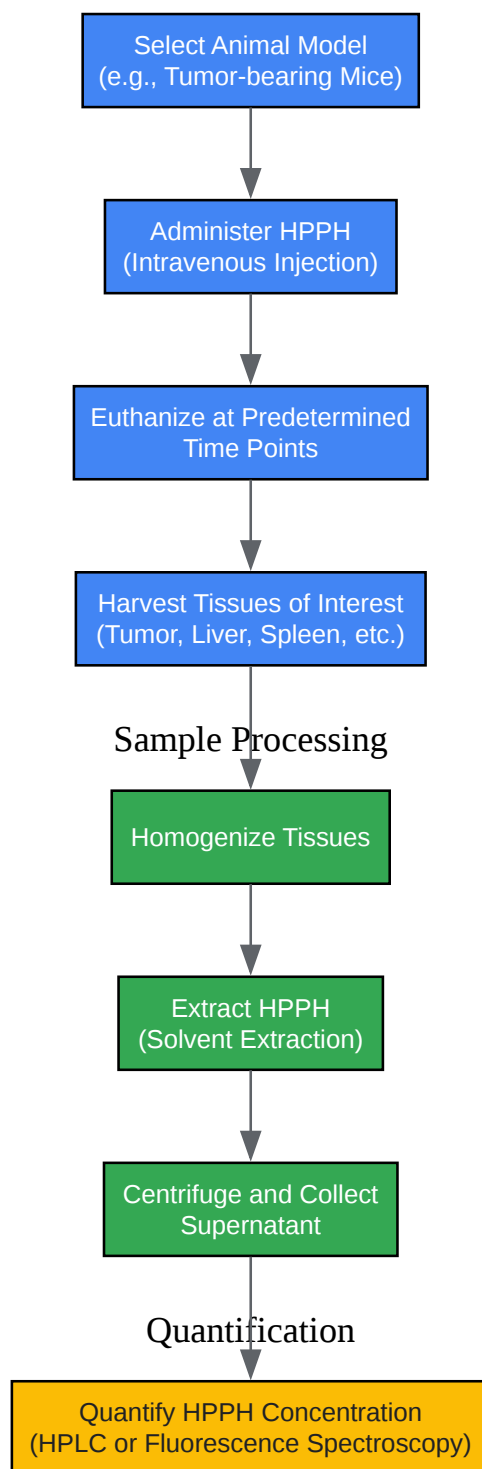 Select Animal Model
(e.g., Tumor-bearing Mice)
Administer HPPH
(Intravenous Injection)
Euthanize at Predetermined
Time Points
Harvest Tissues of Interest
(Tumor, Liver, Spleen, etc.)
Sample Processing
Homogenize Tissues
Extract HPPH
(Solvent Extraction)
Centrifuge and Collect
Supernatant
Quantification
Quantify HPPH Concentration
(HPLC or Fluorescence Spectroscopy)